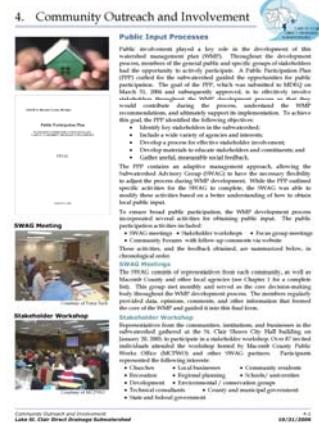 4.   Community Outreach and Involvement
Public Input Processes
Public involvement played a key role in the development of this
watershed management plan (WMP). Throughout the development
process, members of the general public and specific groups of stakeholders
had the opportunity to actively participate. A Public Participation Plan
(PPP) crafted for the subwatershed guided the opportunities for public
participation. The goal of the PPP, which was submitted to MDEQ on
March 31, 2006 and subsequently approved, is to effectively involve
stakeholders throughout the WMP development process so that they
would contribute during the process, understand the WMP
recommendations, and ultimately support its implementation. To achieve
this goal, the PPP identified the following objectives:
• Identify key stakeholders in the subwatershed;
• Include a wide variety of agencies and interests;
• Develop a process for effective stakeholder involvement;
• Develop materials to educate stakeholders and constituents; and
• Gather useful, measurable social feedback.
The PPP contains an adaptive management approach, allowing the
Subwatershed Advisory Group (SWAG) to have the necessary flexibility
to adjust the process during WMP development. While the PPP outlined
specific activities for the SWAG to complete, the SWAG was able to
modify these activities based on a better understanding of how to obtain
local public input.
To ensure broad public participation, the WMP development process
incorporated several activities for obtaining public input. The public
participation activities included:
• SWAG meetings • Stakeholder workshops • Focus group meetings
• Community Forums with follow-up comments via website
These activities, and the feedback obtained, are summarized below, in
chronological order.
SWAG Meetings
The SWAG consists of representatives from each community, as well as
Macomb County and other local agencies (see Chapter 1 for a complete
list). This group met monthly and served as the core decision-making
body throughout the WMP development process. The members regularly
provided data, opinions, comments, and other information that formed
the core of the WMP and guided it into this final form.
Stakeholder Workshop
Representatives from the communities, institutions, and businesses in the
subwatershed gathered at the St. Clair Shores City Hall building, on
January 20, 2005, to participate in a stakeholder workshop. Over 87 invited
individuals attended the workshop hosted by Macomb County Public
Works Office (MCPWO) and other SWAG partners. Participants
represented the following interests:
• Churches • Local businesses • Community residents
• Recreation • Regional planning • Schools/universities
• Development • Environmental / conservation groups
• Technical consultants • County and municipal government
• State and federal government
Public Participation Plan
SWAG Meeting
Courtesy of Tetra Tech
Stakeholder Workshop
Courtesy of MCPWO
Community Outreach and Involvement
4-1
Lake St. Clair Direct Drainage Subwatershed
10/31/2006